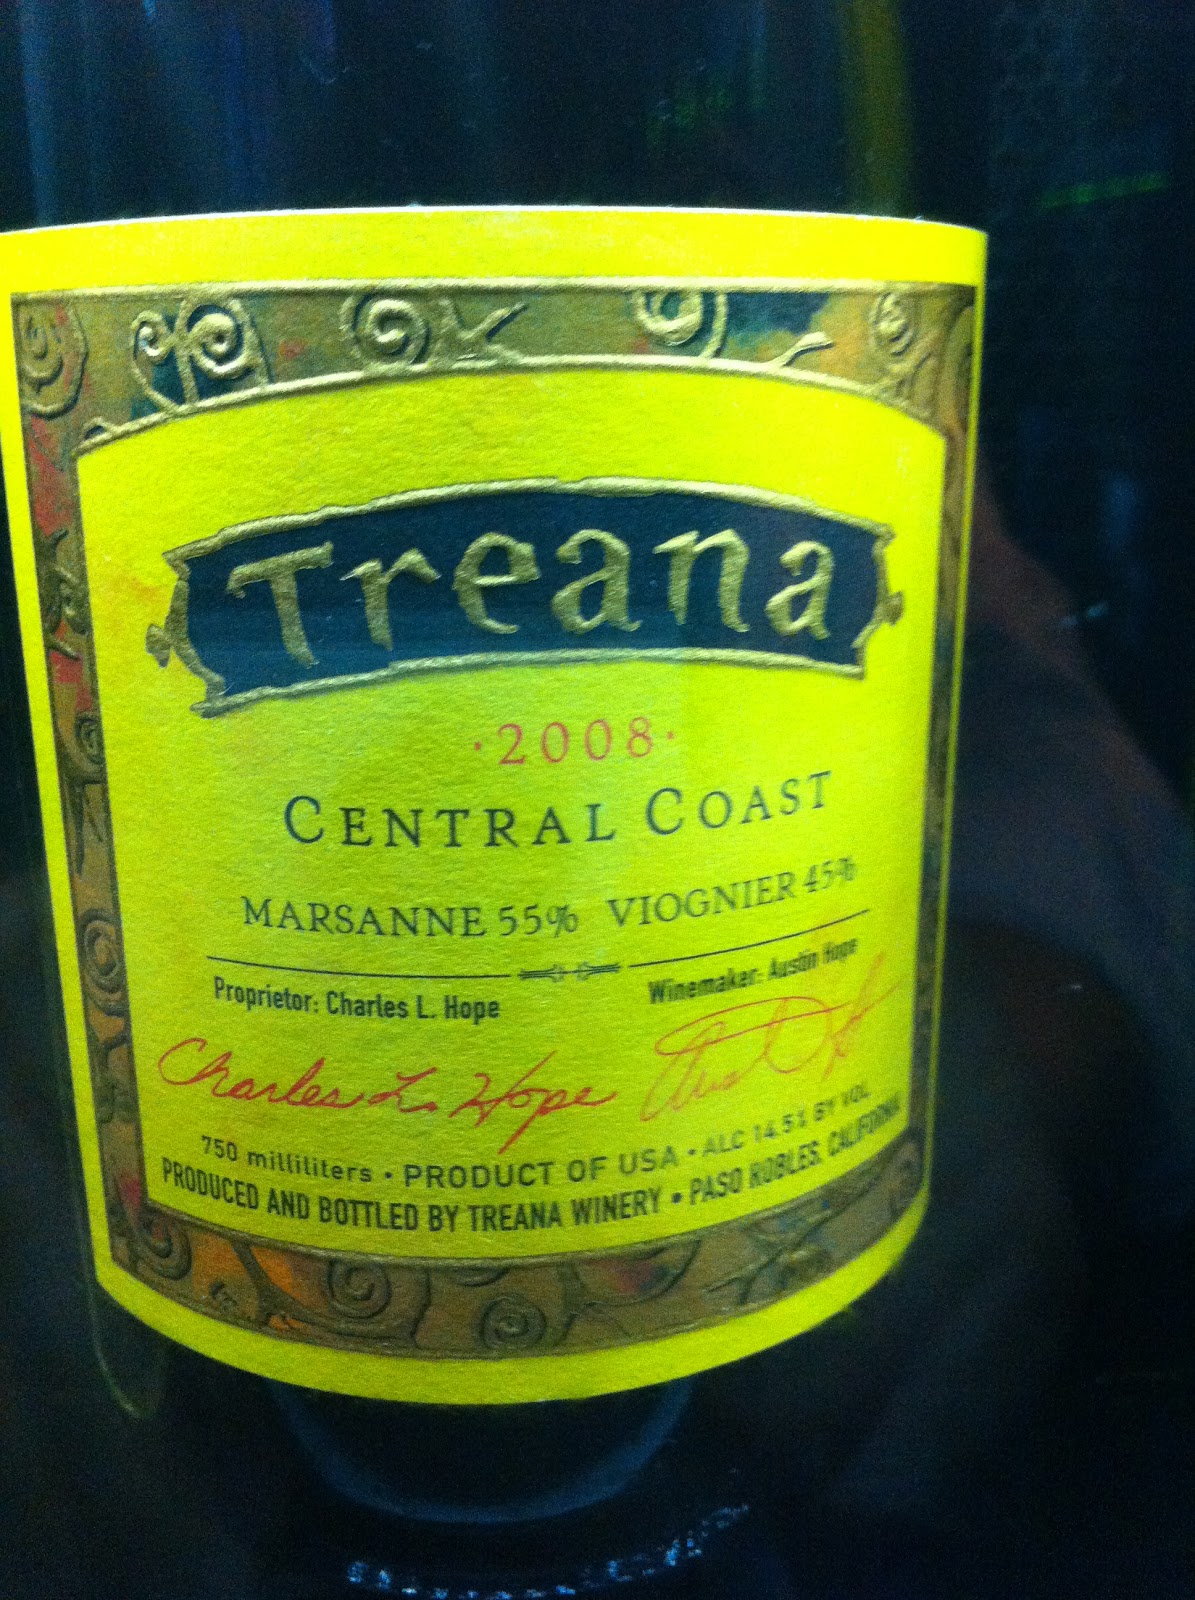 Treana
·2008·
CENTRAL COAST
MARSANNE 55% VIOGNIER 45%
Proprietor: Charles L. Hope Winemaker: Austin Hope
Charles L. Hope
750 milliliters • PRODUCT OF USA • ALC 14.5% BY VOL
PRODUCED AND BOTTLED BY TREANA WINERY • PASO ROBLES, CALIFORNIA